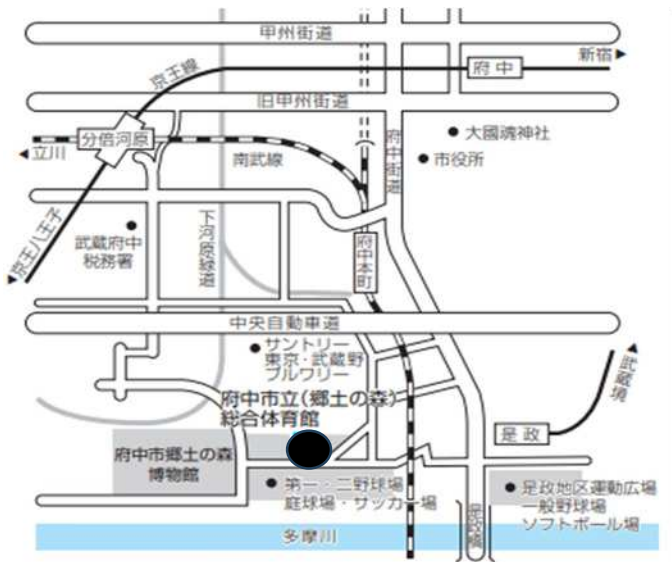 甲州街道
新宿▶
京王線
府中
旧甲州街道
分倍河原
◀立川
南武線
府中街道
大國魂神社
市役所
◀京王八王子
武蔵府中
税務署
下河原緑道
府中本町
中央自動車道
サントリー
東京・武蔵野
ブルワリー
武蔵境▶
府中市立(郷土の森)
総合体育館
是政
府中市郷土の森
博物館
第一・二野球場
庭球場・サッカー場
是政地区運動広場
一般野球場
ソフトボール場
是政橋
多摩川